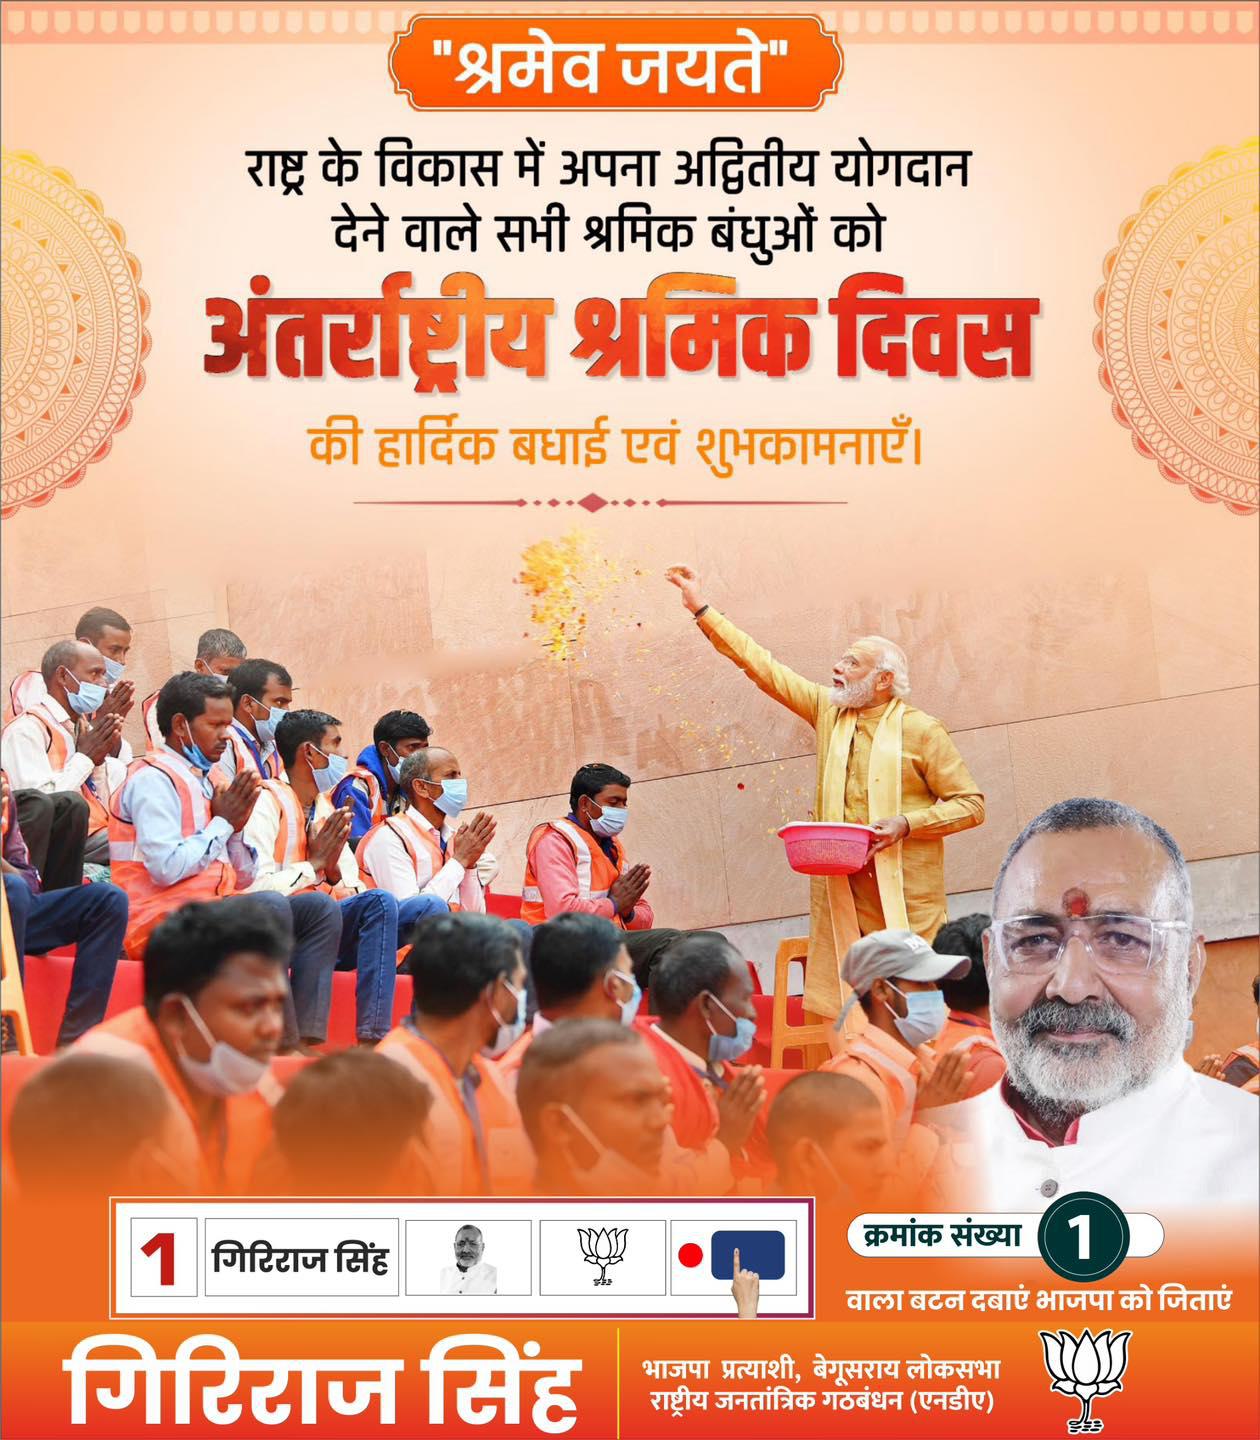 "श्रमेव जयते"
राष्ट्र के विकास में अपना अद्वितीय योगदान
देने वाले सभी श्रमिक बंधुओं को
अंतर्राष्ट्रीय श्रमिक दिवस
की हार्दिक बधाई एवं शुभकामनाएँ।
1 गिरिराज सिंह
क्रमांक संख्या 1
वाला बटन दबाएं भाजपा को जिताएं
गिरिराज सिंह
भाजपा प्रत्याशी, बेगूसराय लोकसभा
राष्ट्रीय जनतांत्रिक गठबंधन (एनडीए)